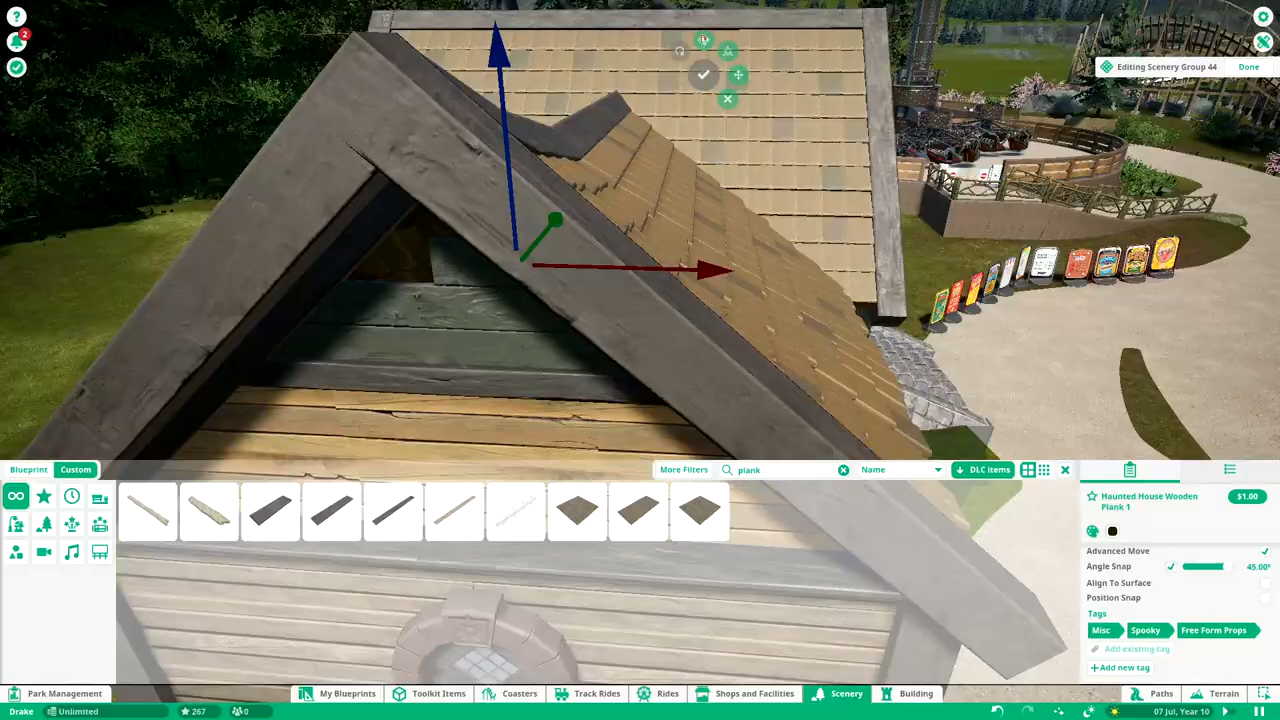 2
Editing Scenery Group 44
Done
Blueprint
Custom
More Filters
plank
Name
DLC items
Haunted House Wooden Plank 1
$1.00
Advanced Move
Angle Snap
45.00°
Align To Surface
Position Snap
Tags
Misc
Spooky
Free Form Props
Add existing tag
+Add new tag
Park Management
My Blueprints
Toolkit Items
Coasters
Track Rides
Rides
Shops and Facilities
Scenery
Building
Paths
Terrain
Drake
Unlimited
267
0
07 Jul, Year 10